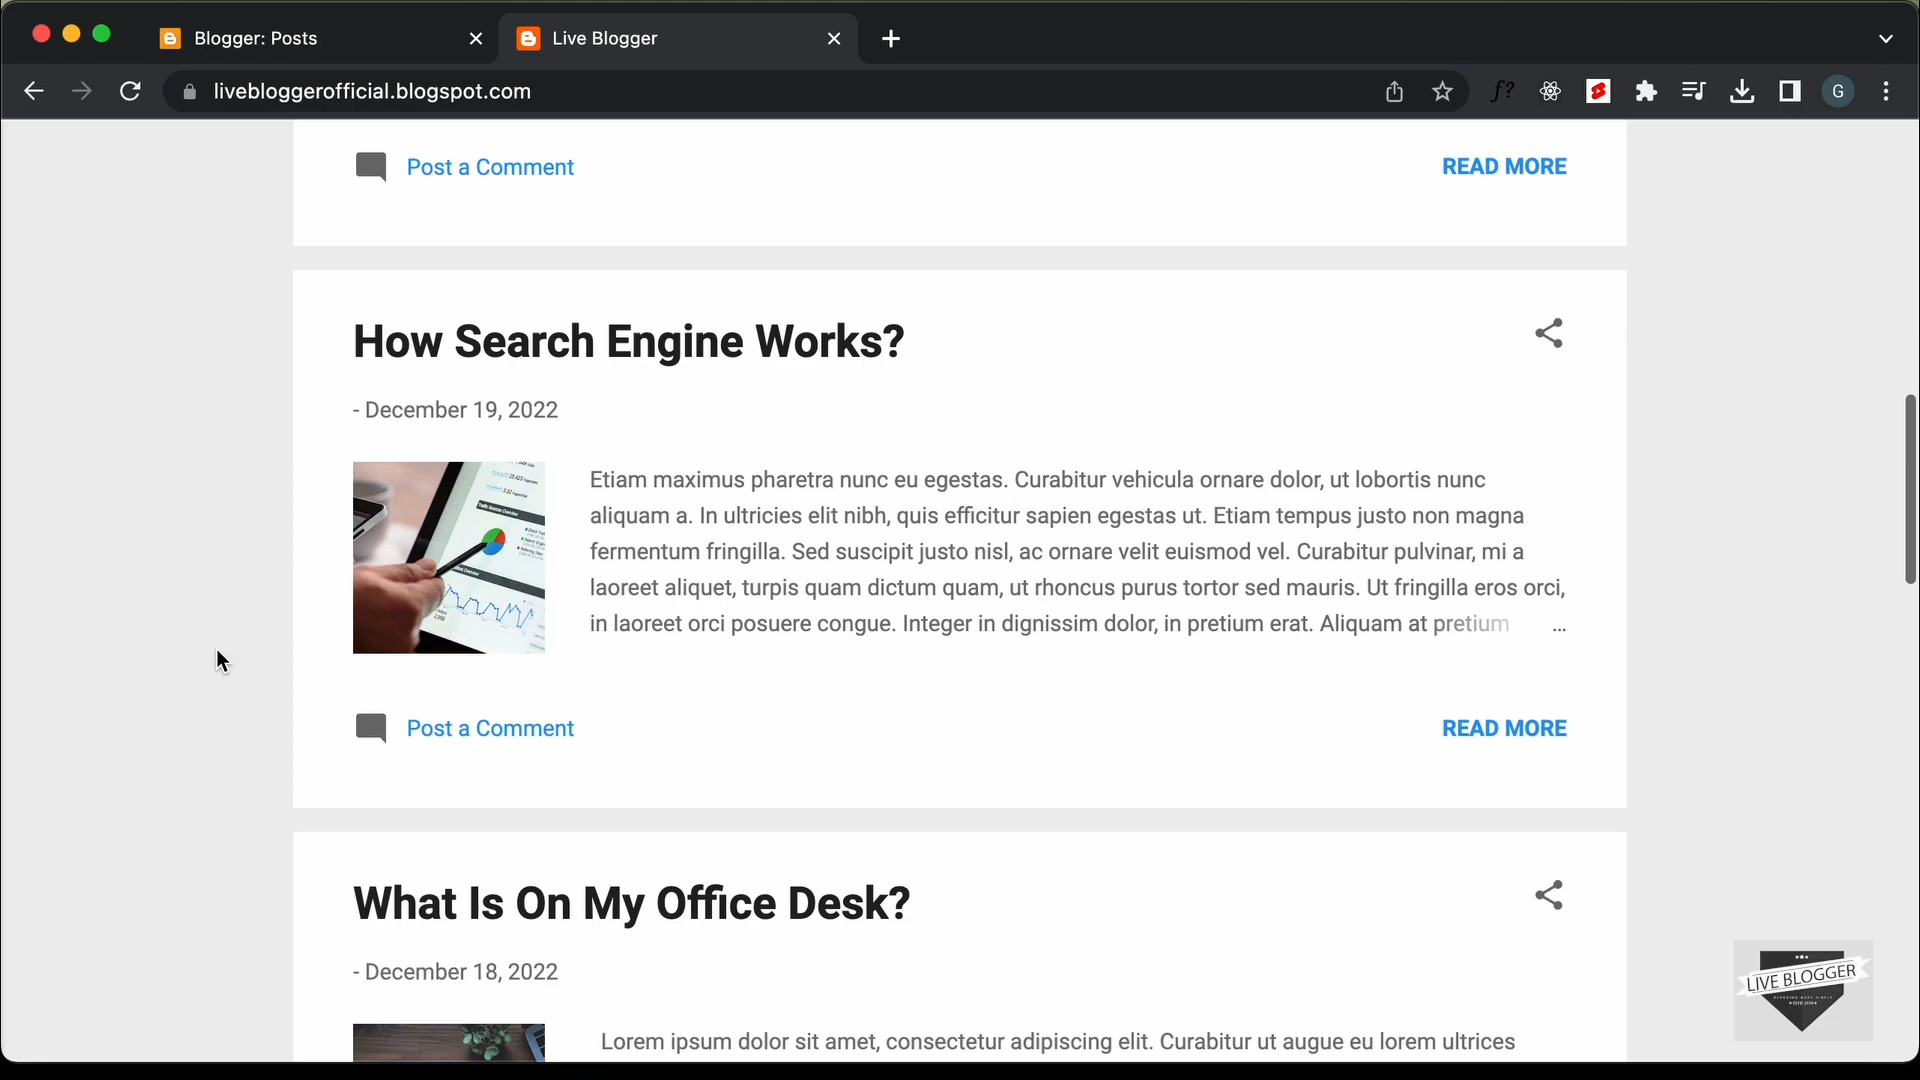 Blogger: Posts
Live Blogger
livebloggerofficial.blogspot.com
f?
G
Post a Comment
READ MORE
How Search Engine Works?
- December 19, 2022
Etiam maximus pharetra nunc eu egestas. Curabitur vehicula ornare dolor, ut lobortis nunc
aliquam a. In ultricies elit nibh, quis efficitur sapien egestas ut. Etiam tempus justo non magna
fermentum fringilla. Sed suscipit justo nisl, ac ornare velit euismod vel. Curabitur pulvinar, mi a
laoreet aliquet, turpis quam dictum quam, ut rhoncus purus tortor sed mauris. Ut fringilla eros orci,
in laoreet orci posuere congue. Integer in dignissim dolor, in pretium erat. Aliquam at pretium ...
Post a Comment
READ MORE
What Is On My Office Desk?
- December 18, 2022
Lorem ipsum dolor sit amet, consectetur adipiscing elit. Curabitur ut augue eu lorem ultrices
LIVE BLOGGER
BLOGGING MADE SIMPLE